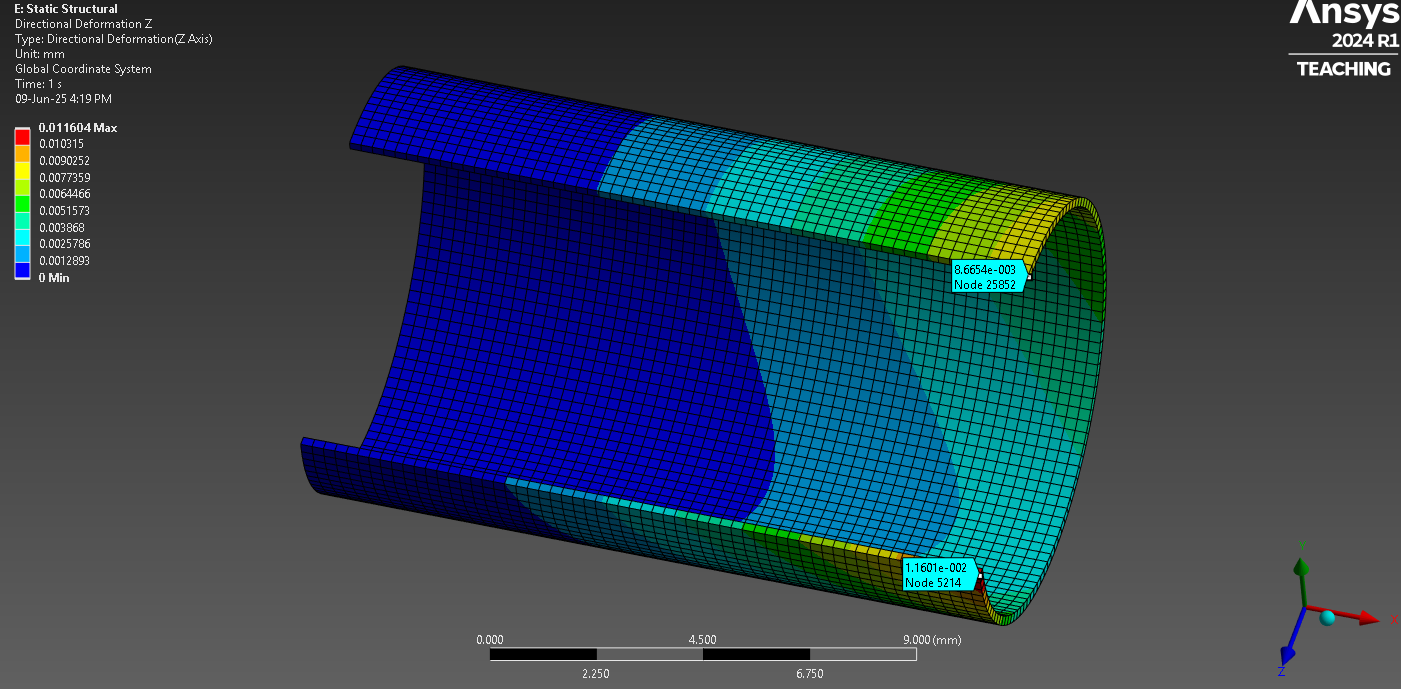 E: Static Structural
Directional Deformation Z
Type: Directional Deformation(Z Axis)
Unit: mm
Global Coordinate System
Time: 1 s
09-Jun-25 4:19 PM
0.011604 Max
0.010315
0.0090252
0.0077359
0.0064466
0.0051573
0.003868
0.0025786
0.0012893
0 Min
Ansys
2024 R1
TEACHING
8.6654e-003
Node 25852
1.1601e-002
Node 5214
0.000
4.500
9.000 (mm)
2.250
6.750
Y
X
Z